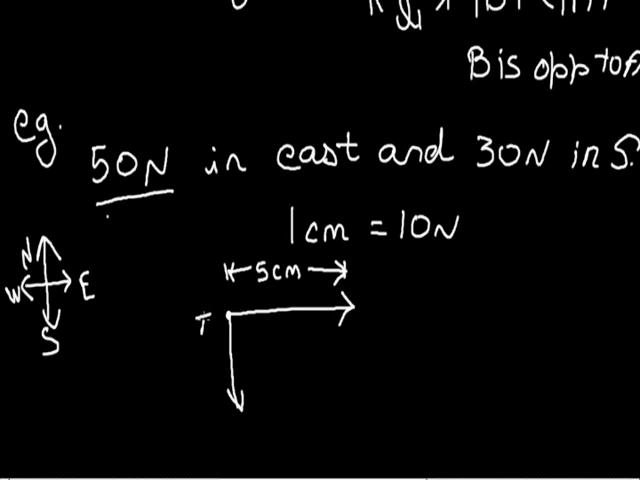 B is opp to
eg. 50N in east and 30N in S.
1cm = 10N
N
W E
S
5cm
T